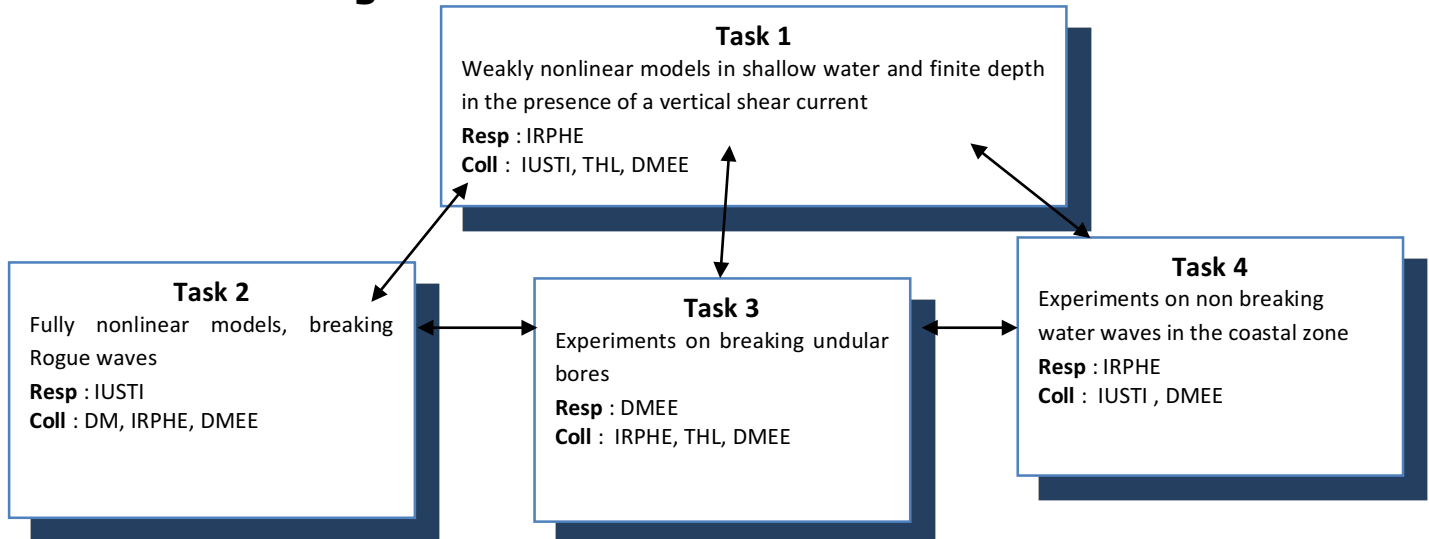 Task 1
Weakly nonlinear models in shallow water and finite depth
in the presence of a vertical shear current
Resp : IRPHE
Coll : IUSTI, THL, DMEE
Task 2
Fully nonlinear models, breaking
Rogue waves
Resp : IUSTI
Coll : DM, IRPHE, DMEE
Task 3
Experiments on breaking undular
bores
Resp : DMEE
Coll : IRPHE, THL, DMEE
Task 4
Experiments on non breaking
water waves in the coastal zone
Resp : IRPHE
Coll : IUSTI , DMEE